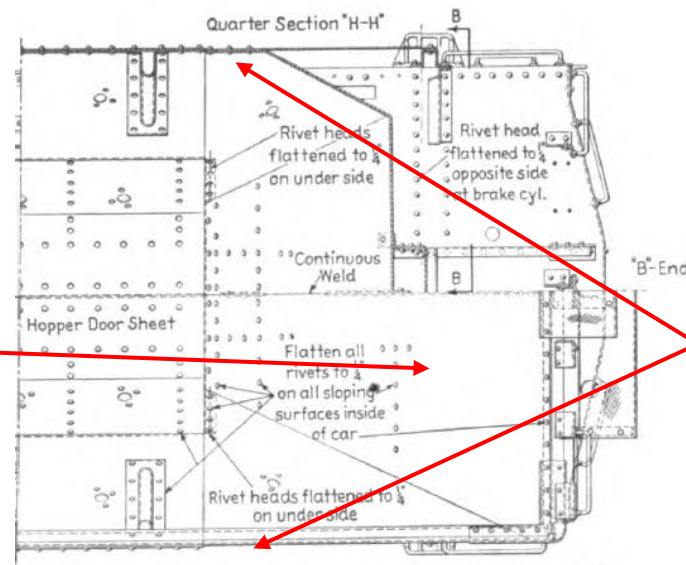 Quarter Section "H-H"
B
Rivet heads
flattened to ¼"
on under side
Rivet head
flattened to ¼"
opposite side
at brake cyl.
Continuous
Weld
B
"B"-End
Hopper Door Sheet
Flatten all
rivets to ¼"
on all sloping
surfaces inside
of car
Rivet heads flattened to ¼"
on under side